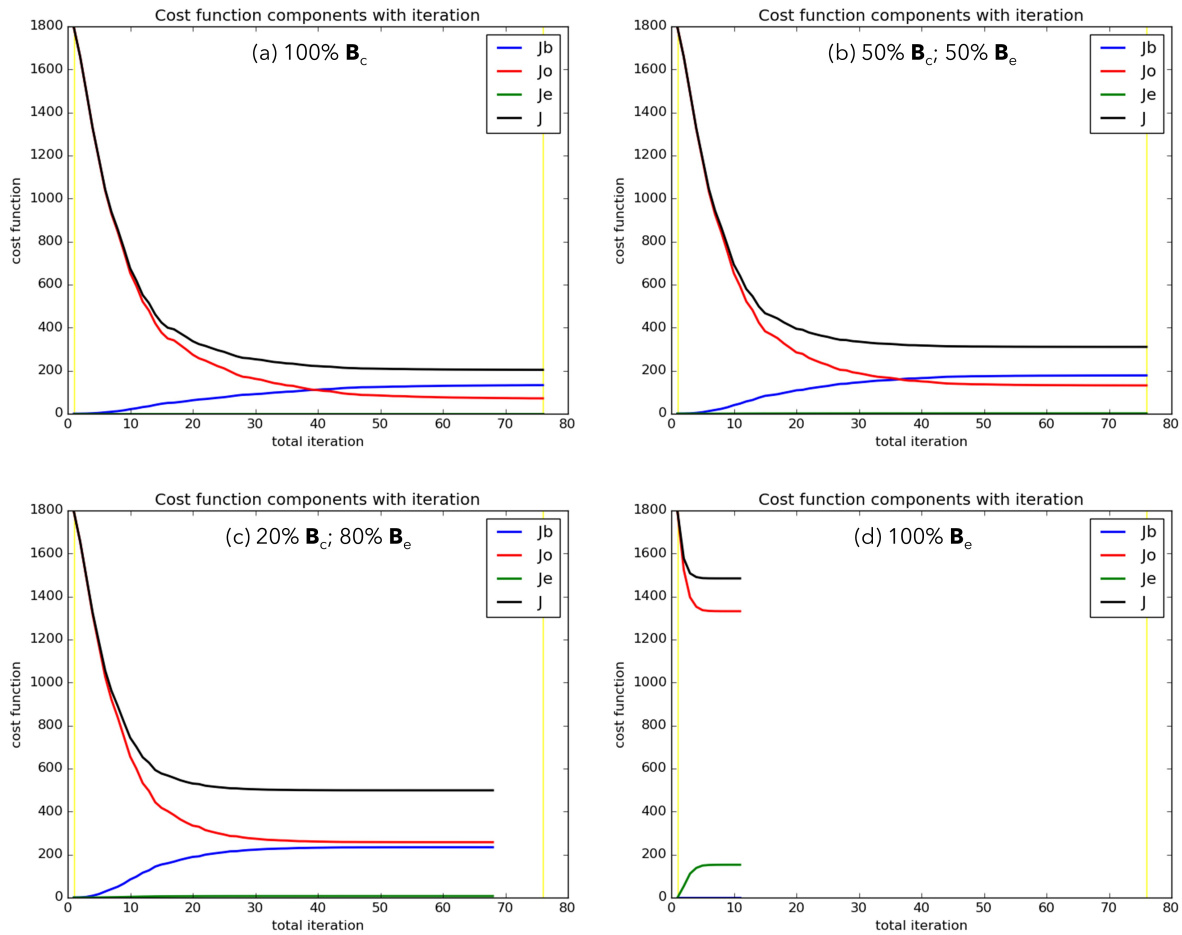 Cost function components with iteration
(a) 100% Bc
Jb
Jo
Je
J
cost function
1800
1600
1400
1200
1000
800
600
400
200
0
0 10 20 30 40 50 60 70 80
total iteration
Cost function components with iteration
(b) 50% Bc; 50% Be
Jb
Jo
Je
J
cost function
1800
1600
1400
1200
1000
800
600
400
200
0
0 10 20 30 40 50 60 70 80
total iteration
Cost function components with iteration
(c) 20% Bc; 80% Be
Jb
Jo
Je
J
cost function
1800
1600
1400
1200
1000
800
600
400
200
0
0 10 20 30 40 50 60 70 80
total iteration
Cost function components with iteration
(d) 100% Be
Jb
Jo
Je
J
cost function
1800
1600
1400
1200
1000
800
600
400
200
0
0 10 20 30 40 50 60 70 80
total iteration